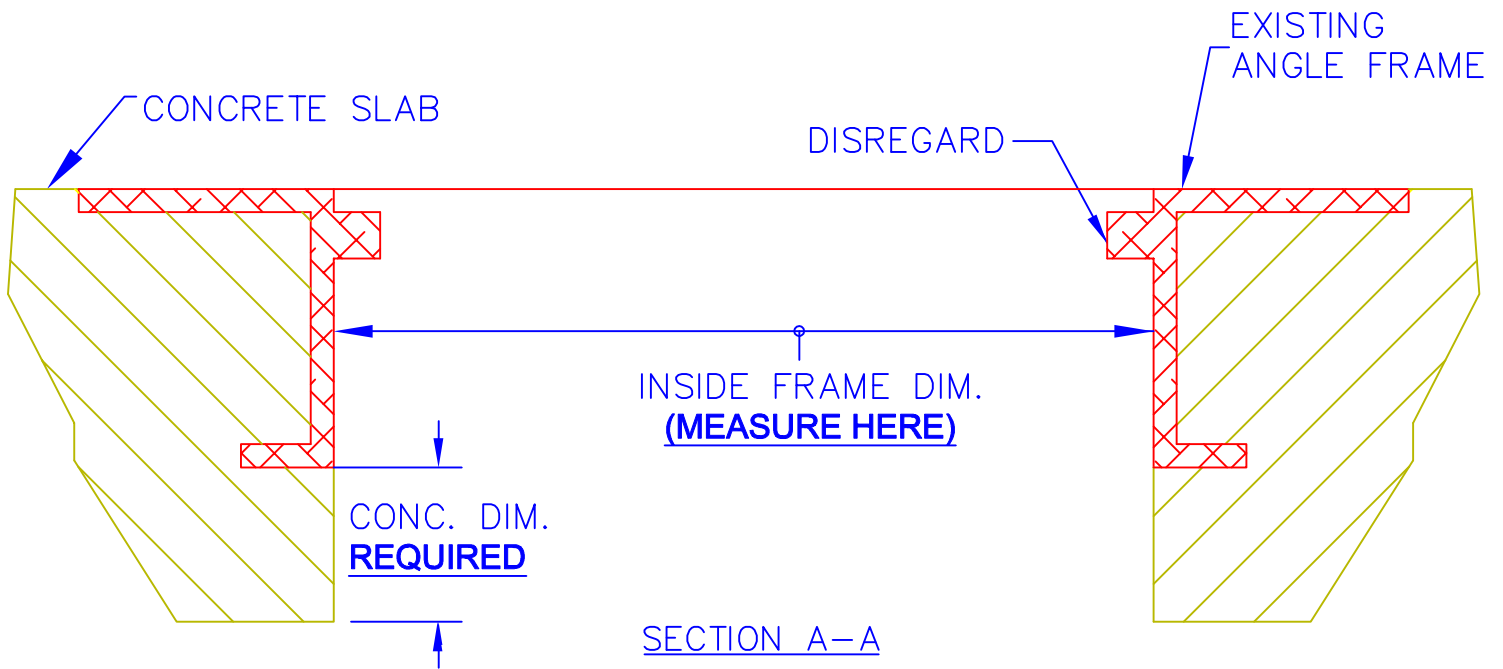 EXISTING
ANGLE FRAME
CONCRETE SLAB
DISREGARD
INSIDE FRAME DIM.
(MEASURE HERE)
CONC. DIM.
REQUIRED
SECTION A-A